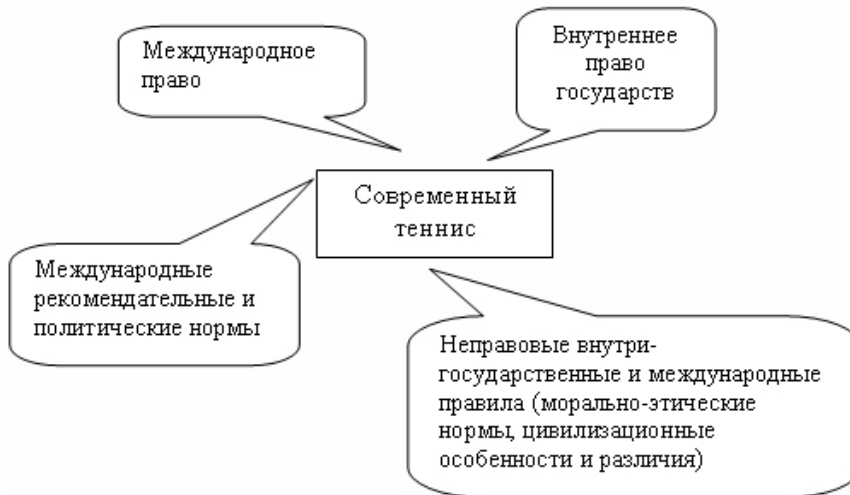 Международное
право
Внутреннее
право
государств
Современный
теннис
Международные
рекомендательные и
политические нормы
Неправовые внутри-
государственные и международные
правила (морально-этические
нормы, цивилизационные
особенности и различия)